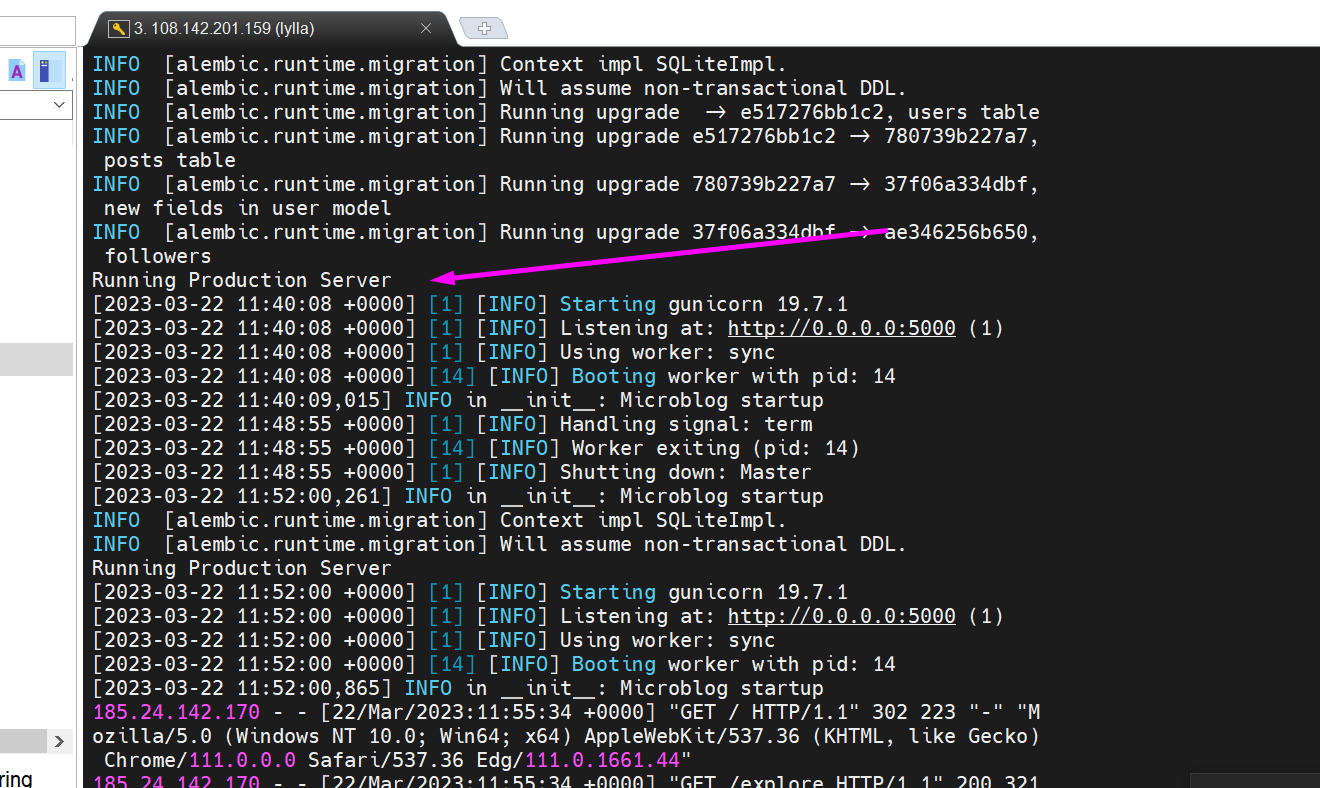 3. 108.142.201.159 (lylla)
A
INFO  [alembic.runtime.migration] Context impl SQLiteImpl.
INFO  [alembic.runtime.migration] Will assume non-transactional DDL.
INFO  [alembic.runtime.migration] Running upgrade  -> e517276bb1c2, users table
INFO  [alembic.runtime.migration] Running upgrade e517276bb1c2 -> 780739b227a7,
 posts table
INFO  [alembic.runtime.migration] Running upgrade 780739b227a7 -> 37f06a334dbf,
 new fields in user model
INFO  [alembic.runtime.migration] Running upgrade 37f06a334dbf -> ae346256b650,
 followers
Running Production Server
[2023-03-22 11:40:08 +0000] [1] [INFO] Starting gunicorn 19.7.1
[2023-03-22 11:40:08 +0000] [1] [INFO] Listening at: http://0.0.0.0:5000 (1)
[2023-03-22 11:40:08 +0000] [1] [INFO] Using worker: sync
[2023-03-22 11:40:08 +0000] [14] [INFO] Booting worker with pid: 14
[2023-03-22 11:40:09,015] INFO in __init__: Microblog startup
[2023-03-22 11:48:55 +0000] [1] [INFO] Handling signal: term
[2023-03-22 11:48:55 +0000] [14] [INFO] Worker exiting (pid: 14)
[2023-03-22 11:48:55 +0000] [1] [INFO] Shutting down: Master
[2023-03-22 11:52:00,261] INFO in __init__: Microblog startup
INFO  [alembic.runtime.migration] Context impl SQLiteImpl.
INFO  [alembic.runtime.migration] Will assume non-transactional DDL.
Running Production Server
[2023-03-22 11:52:00 +0000] [1] [INFO] Starting gunicorn 19.7.1
[2023-03-22 11:52:00 +0000] [1] [INFO] Listening at: http://0.0.0.0:5000 (1)
[2023-03-22 11:52:00 +0000] [1] [INFO] Using worker: sync
[2023-03-22 11:52:00 +0000] [14] [INFO] Booting worker with pid: 14
[2023-03-22 11:52:00,865] INFO in __init__: Microblog startup
185.24.142.170 - - [22/Mar/2023:11:55:34 +0000] "GET / HTTP/1.1" 302 223 "-" "M
ozilla/5.0 (Windows NT 10.0; Win64; x64) AppleWebKit/537.36 (KHTML, like Gecko)
 Chrome/111.0.0.0 Safari/537.36 Edg/111.0.1661.44"
185.24.142.170 - - [22/Mar/2023:11:55:34 +0000] "GET /explore HTTP/1.1" 200 321
ring